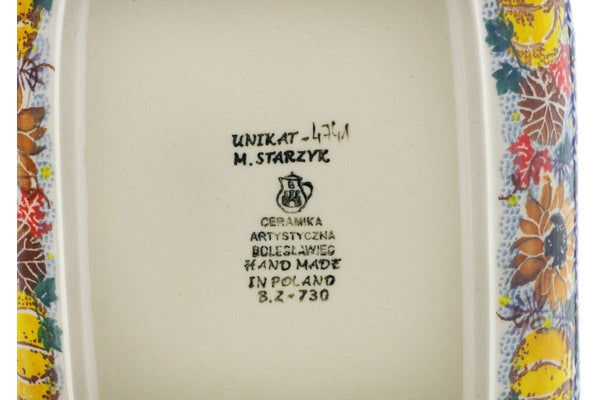 UNIKAT - 4741
M. STARZYK
CERAMIKA
ARTYSTYCZNA
BOLESŁAWIEC
HAND MADE
IN POLAND
B.Z - 730